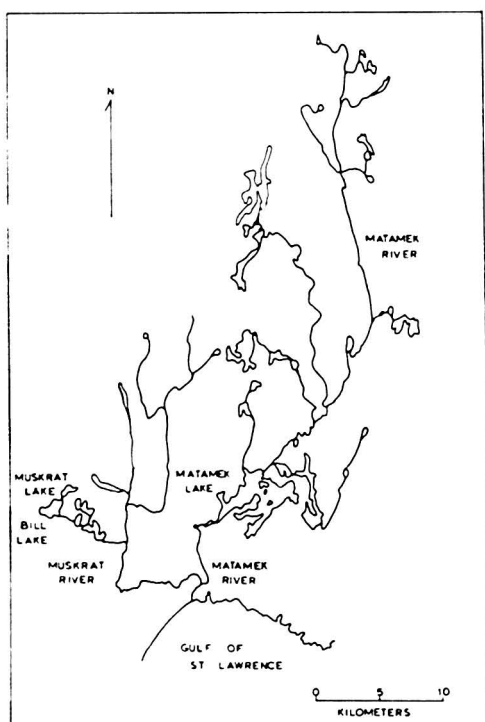 N
MATAMEK
RIVER
MUSKRAT
LAKE
MATAMEK
LAKE
BILL
LAKE
MUSKRAT
RIVER
MATAMEK
RIVER
GULF OF
ST LAWRENCE
0 5 10
KILOMETERS